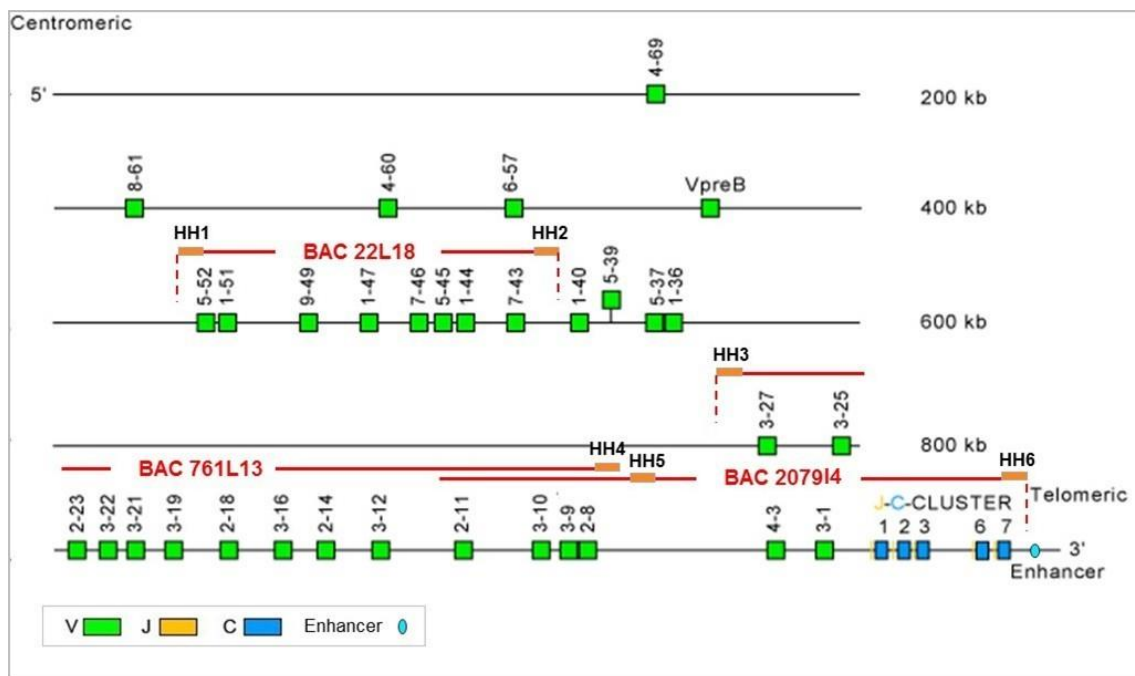 Centromeric
4-69
5' 200 kb
8-61 4-60 6-57 VpreB
400 kb
HH1 BAC 22L18 HH2
5-52 1-51 9-49 1-47 7-46 5-45 1-44 7-43 1-40 5-39 5-37 1-36
600 kb
HH3
3-27 3-25
800 kb
BAC 761L13 HH4 HH5 BAC 2079I4 HH6
Telomeric
J-C-CLUSTER
2-23 3-22 3-21 3-19 2-18 3-16 2-14 3-12 2-11 3-10 3-9 2-8 4-3 3-1 1 2 3 6 7
3'
Enhancer
V J C Enhancer